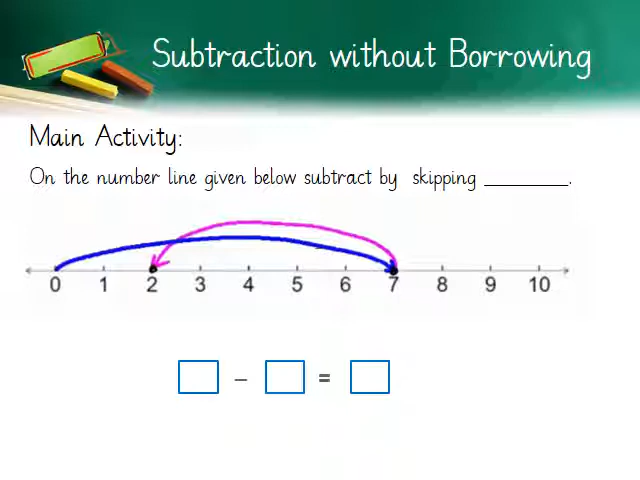 Subtraction without Borrowing
Main Activity:
On the number line given below subtract by skipping ________.
0 1 2 3 4 5 6 7 8 9 10
– =